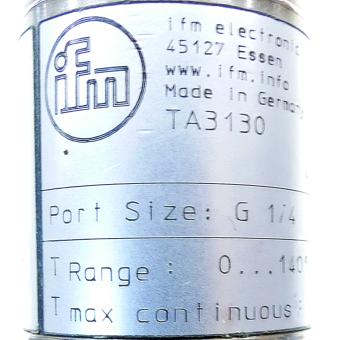 ifm
ifm electronic
45127 Essen
www.ifm.info
Made in Germany
TA3130
Port Size: G 1/4
T Range : 0...140°
T max continuous